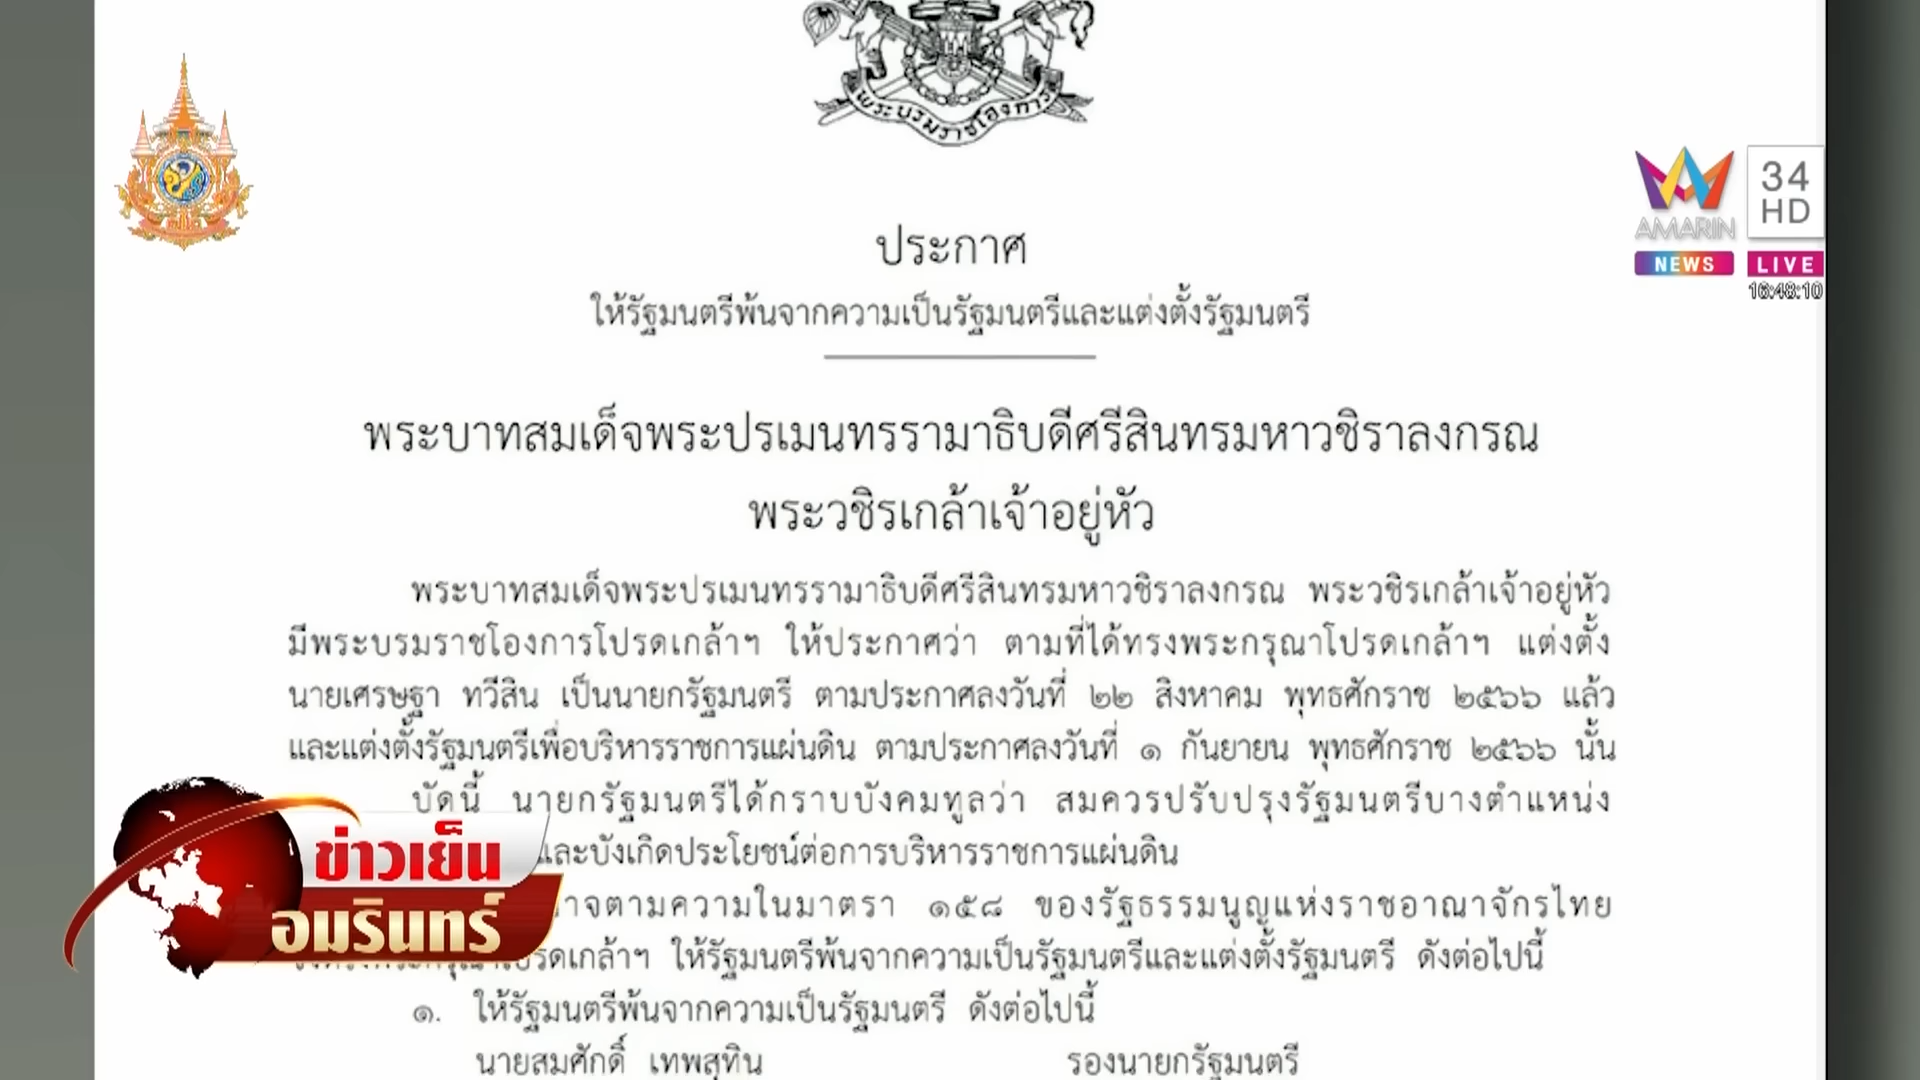 พระบรมราชโองการ
AMARIN
34
HD
NEWS
LIVE
16:48:10
ประกาศ
ให้รัฐมนตรีพ้นจากความเป็นรัฐมนตรีและแต่งตั้งรัฐมนตรี
พระบาทสมเด็จพระปรเมนทรรามาธิบดีศรีสินทรมหาวชิราลงกรณ
พระวชิรเกล้าเจ้าอยู่หัว
พระบาทสมเด็จพระปรเมนทรรามาธิบดีศรีสินทรมหาวชิราลงกรณ พระวชิรเกล้าเจ้าอยู่หัว
มีพระบรมราชโองการโปรดเกล้าฯ ให้ประกาศว่า ตามที่ได้ทรงพระกรุณาโปรดเกล้าฯ แต่งตั้ง
นายเศรษฐา ทวีสิน เป็นนายกรัฐมนตรี ตามประกาศลงวันที่ ๒๒ สิงหาคม พุทธศักราช ๒๕๖๖ แล้ว
และแต่งตั้งรัฐมนตรีเพื่อบริหารราชการแผ่นดิน ตามประกาศลงวันที่ ๑ กันยายน พุทธศักราช ๒๕๖๖ นั้น
บัดนี้ นายกรัฐมนตรีได้กราบบังคมทูลว่า สมควรปรับปรุงรัฐมนตรีบางตำแหน่ง
และบังเกิดประโยชน์ต่อการบริหารราชการแผ่นดิน
าจตามความในมาตรา ๑๕๘ ของรัฐธรรมนูญแห่งราชอาณาจักรไทย
โปรดเกล้าฯ ให้รัฐมนตรีพ้นจากความเป็นรัฐมนตรีและแต่งตั้งรัฐมนตรี ดังต่อไปนี้
๑. ให้รัฐมนตรีพ้นจากความเป็นรัฐมนตรี ดังต่อไปนี้
นายสมศักดิ์ เทพสุทิน รองนายกรัฐมนตรี
ข่าวเย็น
อมรินทร์